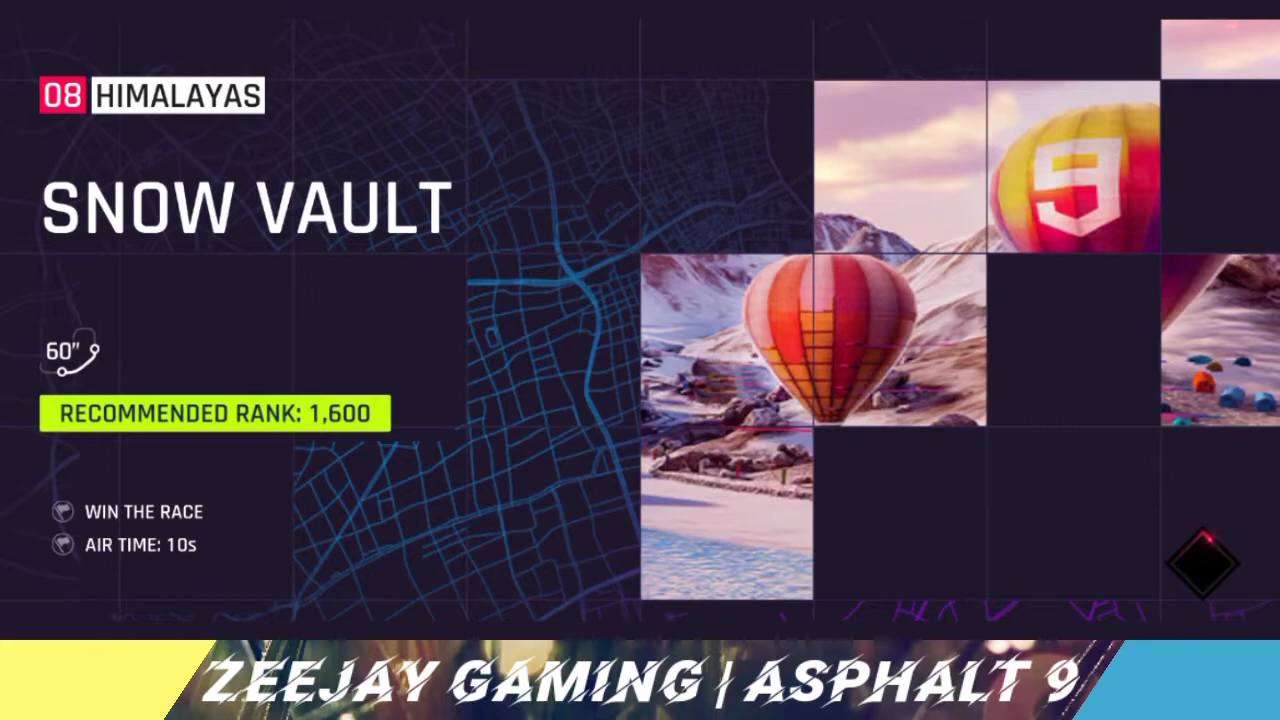 08 HIMALAYAS
SNOW VAULT
9
60"
RECOMMENDED RANK: 1,600
WIN THE RACE
AIR TIME: 10s
ZEEJAY GAMING | ASPHALT 9